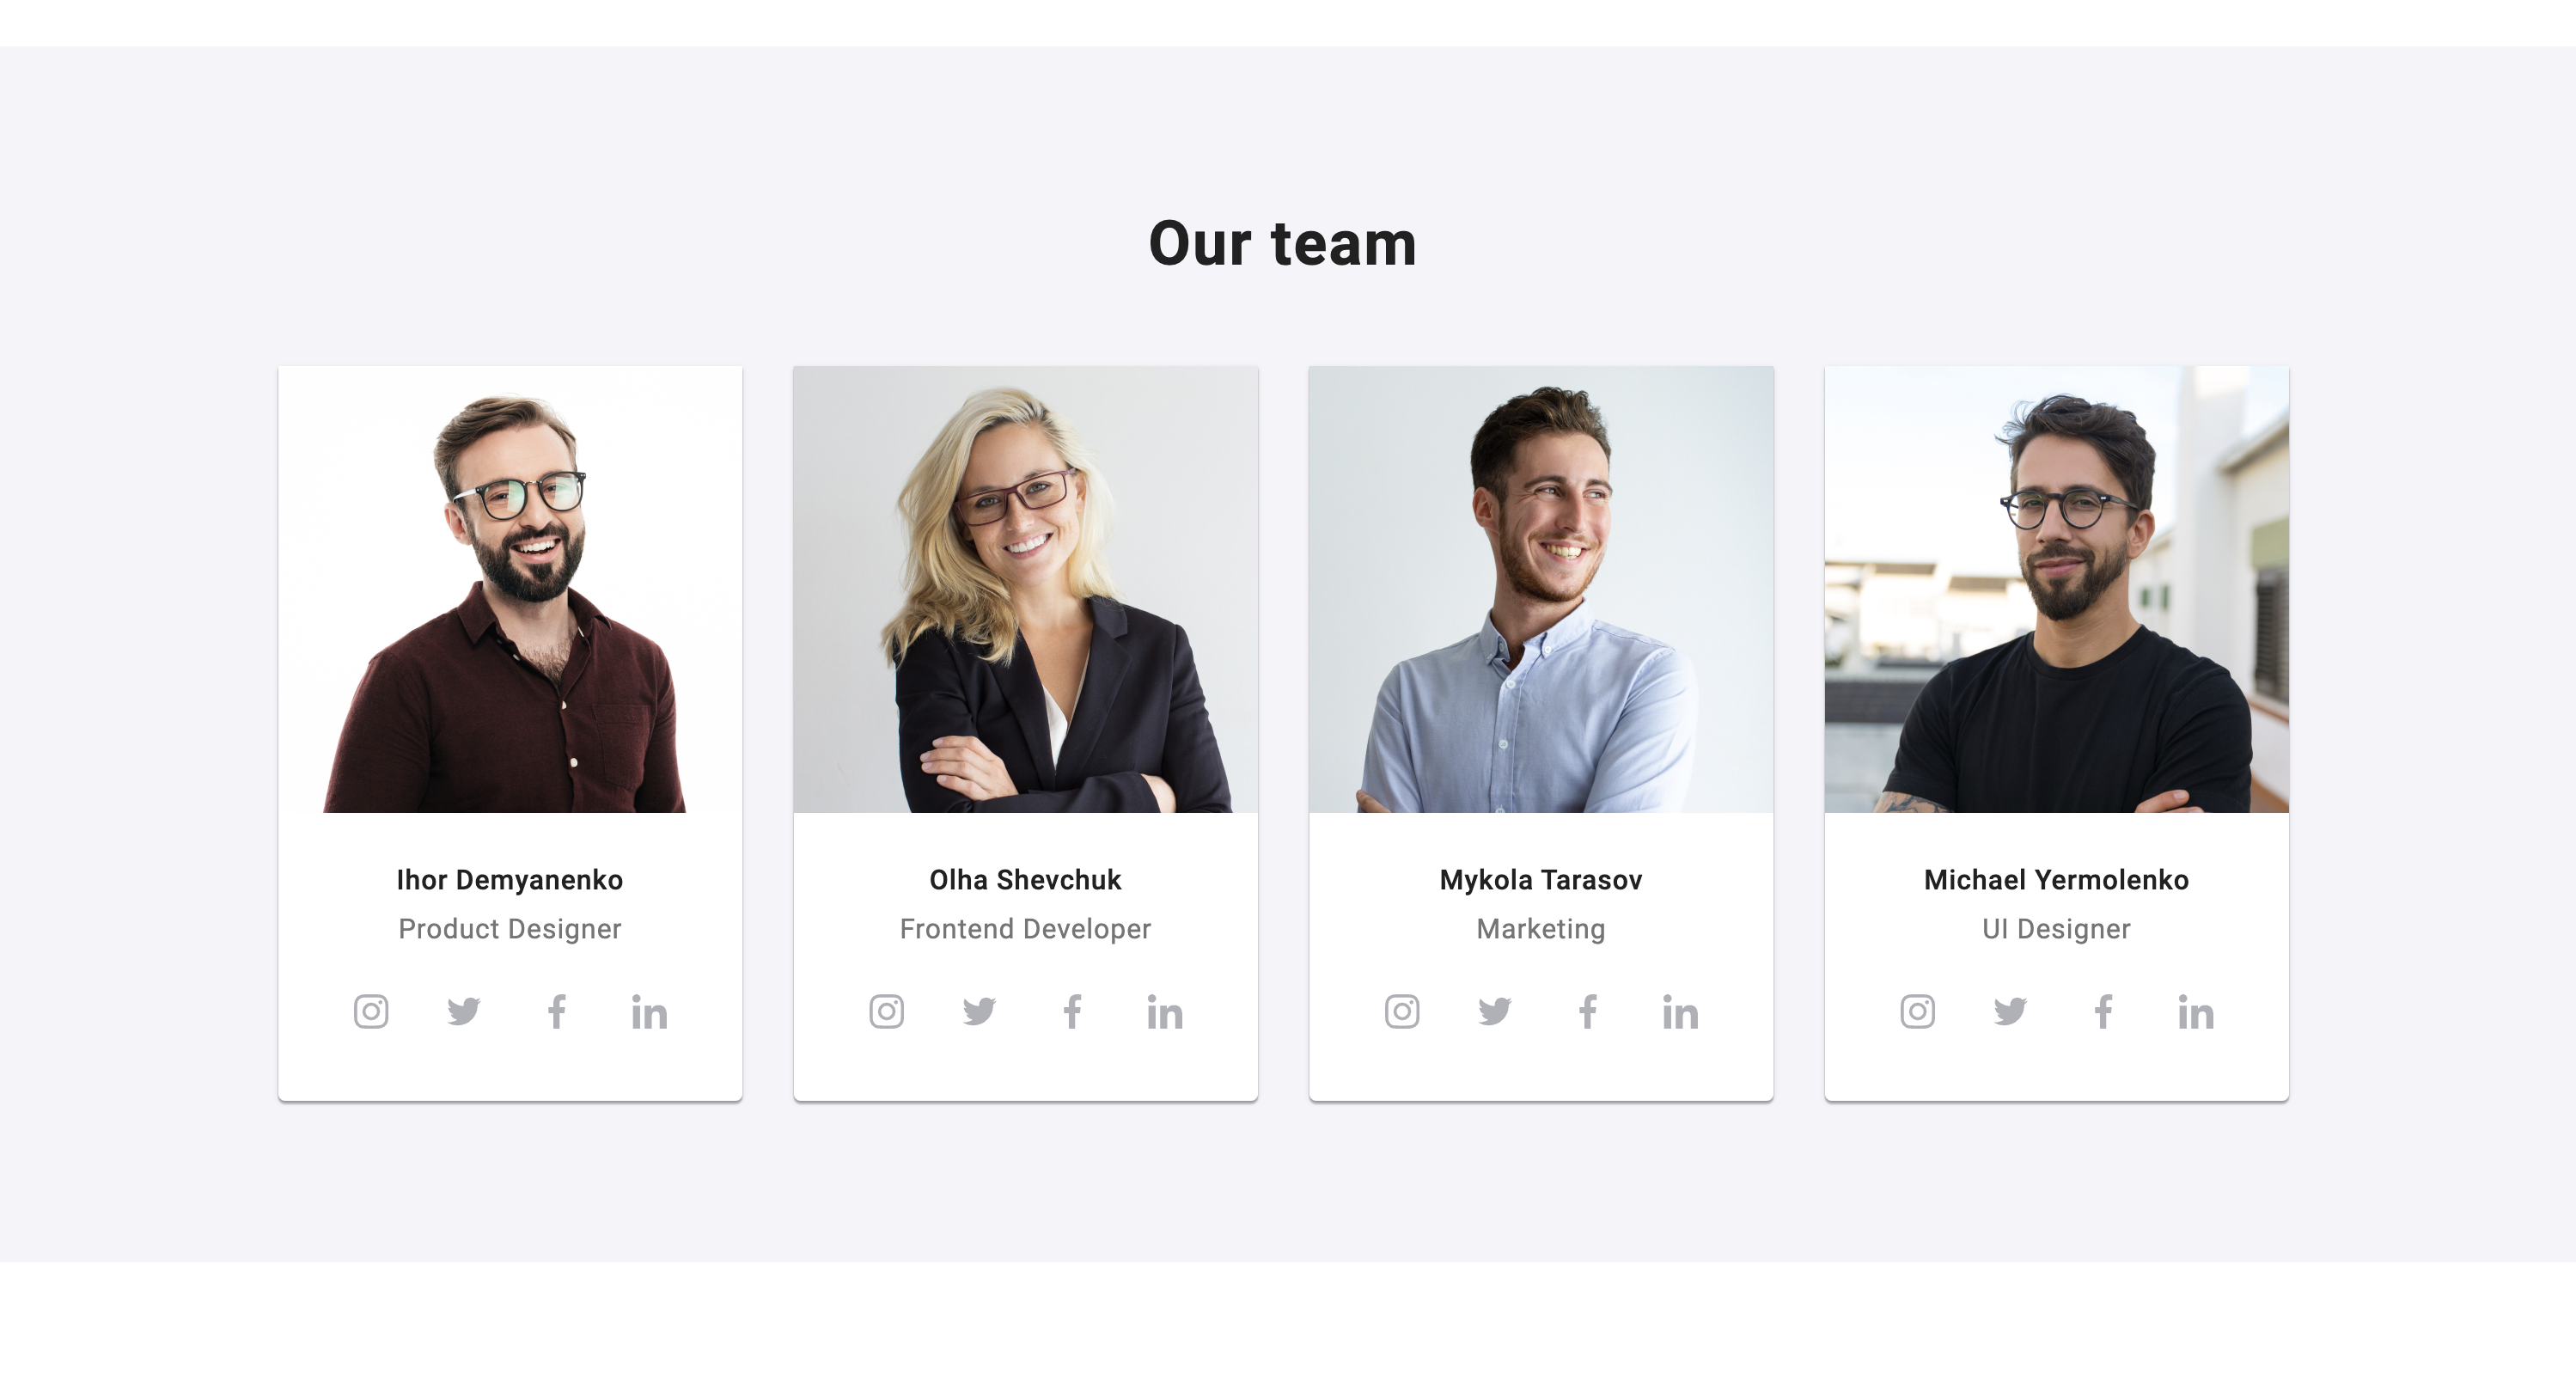 Our team
Ihor Demyanenko
Product Designer
Olha Shevchuk
Frontend Developer
Mykola Tarasov
Marketing
Michael Yermolenko
UI Designer